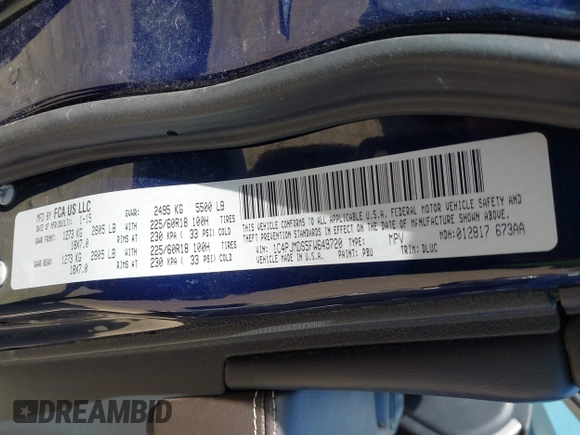 MFD BY FCA US LLC
DATE OF MFR/BUILT: 1-15
GVWR: 2495 KG 5500 LB
GAWR FRONT: 1273 KG 2805 LB WITH 225/60R18 100H TIRES
18X7.0 RIMS AT 230 KPA ( 33 PSI) COLD
GAWR REAR: 1273 KG 2805 LB WITH 225/60R18 100H TIRES
18X7.0 RIMS AT 230 KPA ( 33 PSI) COLD
THIS VEHICLE CONFORMS TO ALL APPLICABLE U.S.A. FEDERAL MOTOR VEHICLE SAFETY AND
THEFT PREVENTION STANDARDS IN EFFECT ON THE DATE OF MANUFACTURE SHOWN ABOVE.
VIN: 1C4PJMDS5FW649720 TYPE: MPV MDH: 012817 673AA
VEHICLE MADE IN U.S.A. PAINT: PBU TRIM: DLUC
DREAMBID